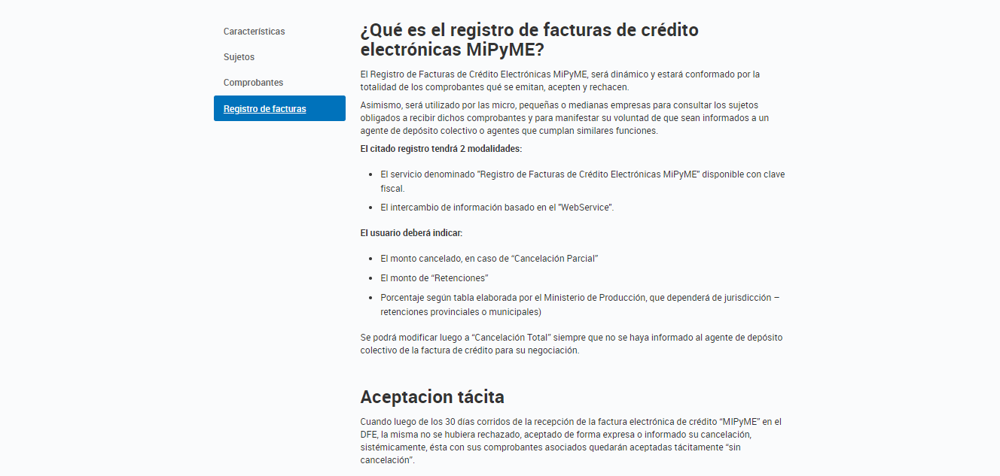 Características
Sujetos
Comprobantes
Registro de facturas
¿Qué es el registro de facturas de crédito
electrónicas MiPyME?
El Registro de Facturas de Crédito Electrónicas MiPyME, será dinámico y estará conformado por la
totalidad de los comprobantes qué se emitan, acepten y rechacen.
Asimismo, será utilizado por las micro, pequeñas o medianas empresas para consultar los sujetos
obligados a recibir dichos comprobantes y para manifestar su voluntad de que sean informados a un
agente de depósito colectivo o agentes que cumplan similares funciones.
El citado registro tendrá 2 modalidades:
• El servicio denominado "Registro de Facturas de Crédito Electrónicas MiPyME" disponible con clave
fiscal.
• El intercambio de información basado en el "WebService".
El usuario deberá indicar:
• El monto cancelado, en caso de “Cancelación Parcial”
• El monto de “Retenciones”
• Porcentaje según tabla elaborada por el Ministerio de Producción, que dependerá de jurisdicción –
retenciones provinciales o municipales)
Se podrá modificar luego a “Cancelación Total” siempre que no se haya informado al agente de depósito
colectivo de la factura de crédito para su negociación.
Aceptacion tácita
Cuando luego de los 30 días corridos de la recepción de la factura electrónica de crédito “MIPyME” en el
DFE, la misma no se hubiera rechazado, aceptado de forma expresa o informado su cancelación,
sistémicamente, ésta con sus comprobantes asociados quedarán aceptadas tácitamente “sin
cancelación”.